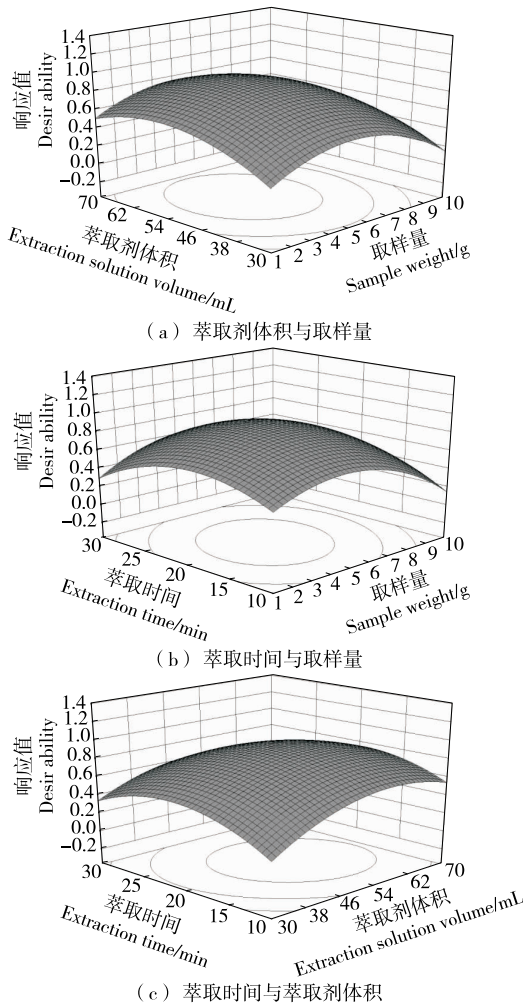 1.4
1.2
1.0
0.8
0.6
0.4
0.2
0.0
−0.2
响应值
Desir ability
70 62 54 46 38 30
萃取剂体积
Extraction solution volume/mL
1 2 3 4 5 6 7 8 9 10
取样量
Sample weight/g
（a）萃取剂体积与取样量
1.4
1.2
1.0
0.8
0.6
0.4
0.2
0.0
−0.2
响应值
Desir ability
30 25 20 15 10
萃取时间
Extraction time/min
1 2 3 4 5 6 7 8 9 10
取样量
Sample weight/g
（b）萃取时间与取样量
1.4
1.2
1.0
0.8
0.6
0.4
0.2
0.0
−0.2
响应值
Desir ability
30 25 20 15 10
萃取时间
Extraction time/min
30 38 46 54 62 70
萃取剂体积
Extraction solution volume/mL
（c）萃取时间与萃取剂体积